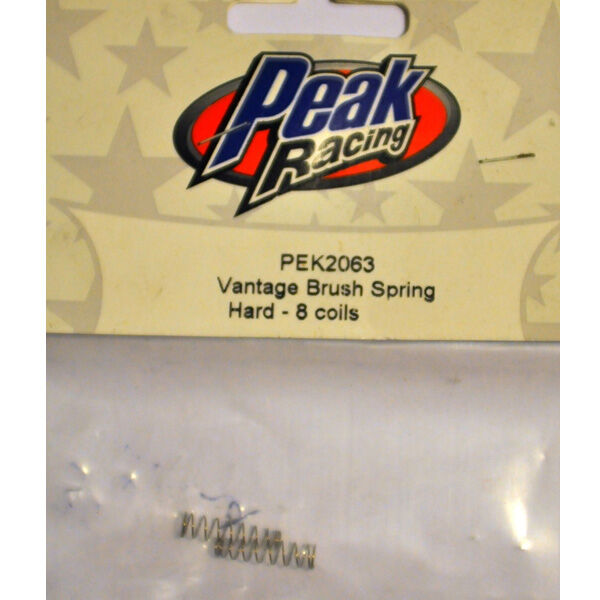 Peak
Racing
PEK2063
Vantage Brush Spring
Hard - 8 coils